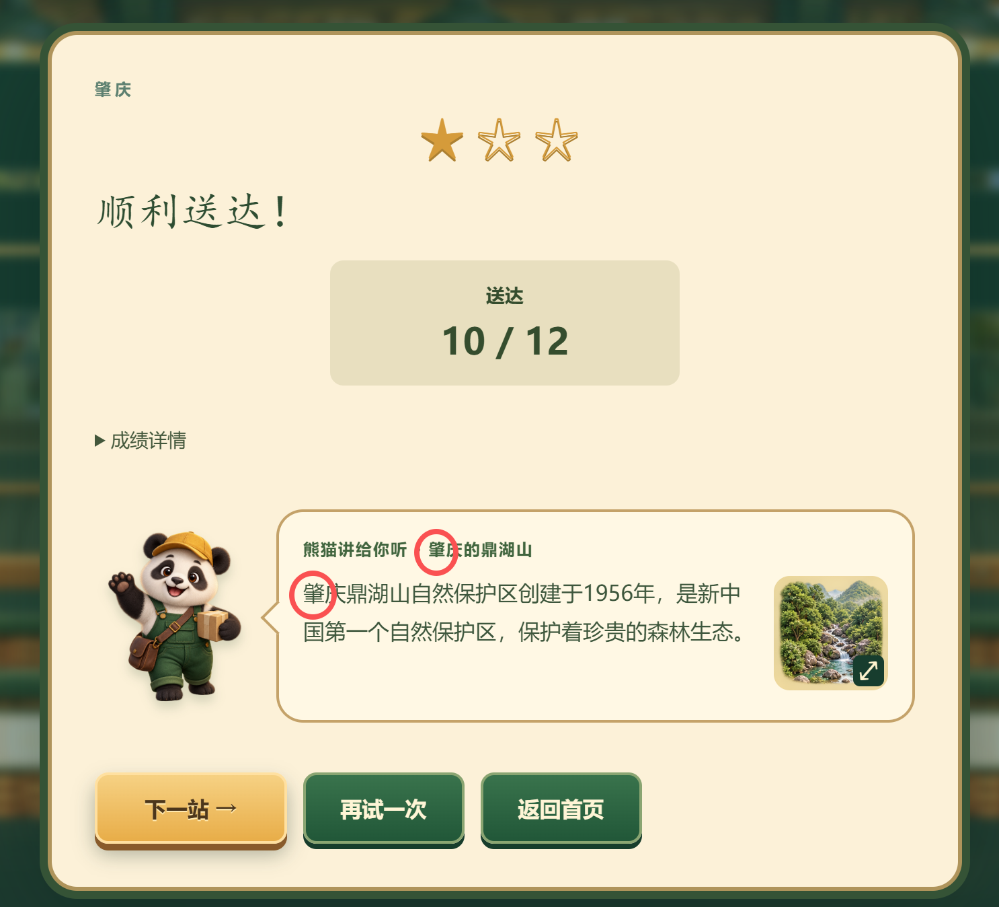 肇庆
顺利送达！
送达
10 / 12
▶ 成绩详情
熊猫讲给你听 · 肇庆的鼎湖山
肇庆鼎湖山自然保护区创建于1956年，是新中
国第一个自然保护区，保护着珍贵的森林生态。
下一站 →
再试一次
返回首页